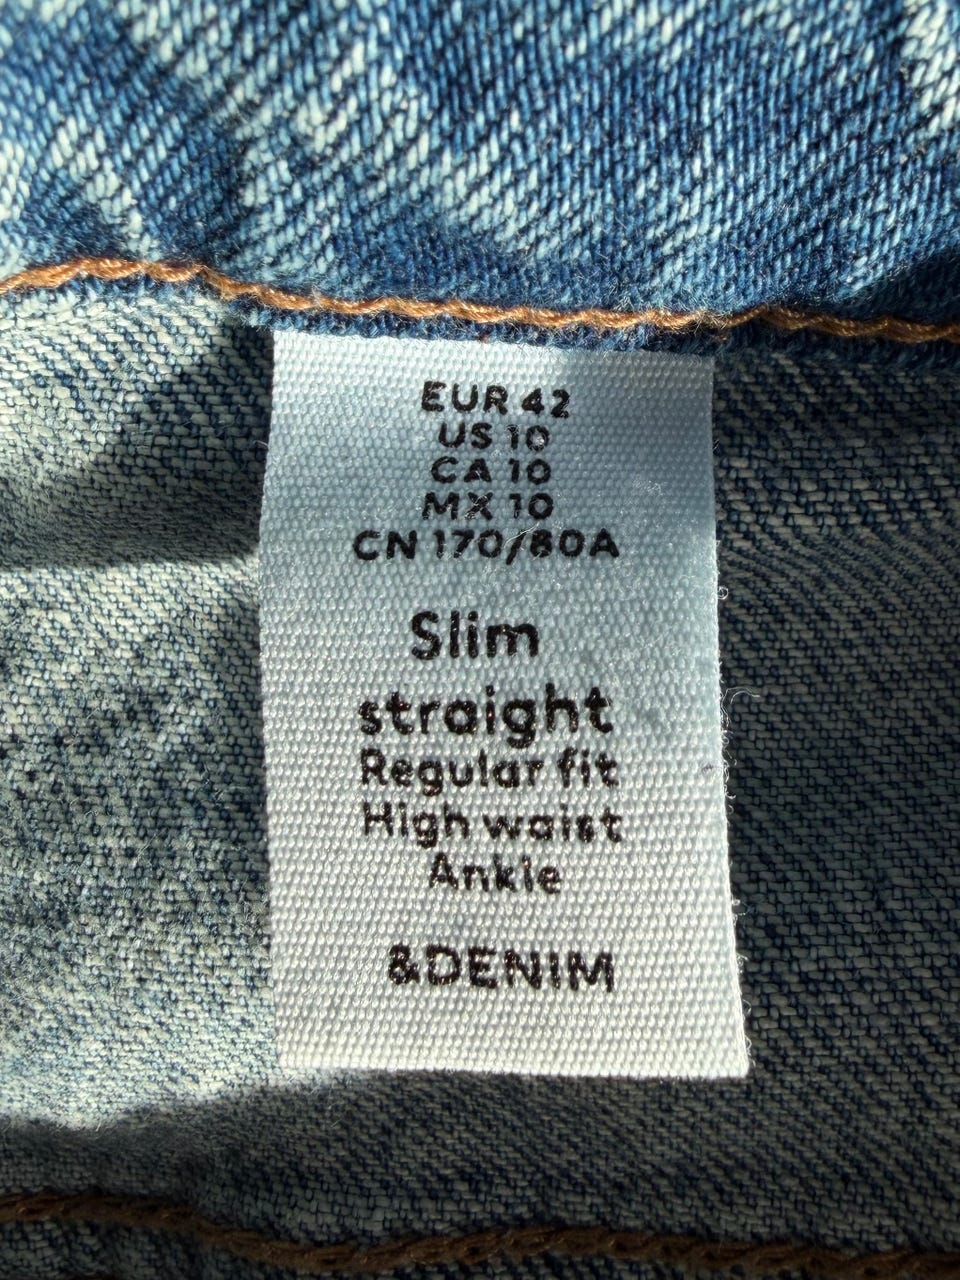 EUR 42
US 10
CA 10
MX 10
CN 170/80A
Slim
straight
Regular fit
High waist
Ankle
&DENIM